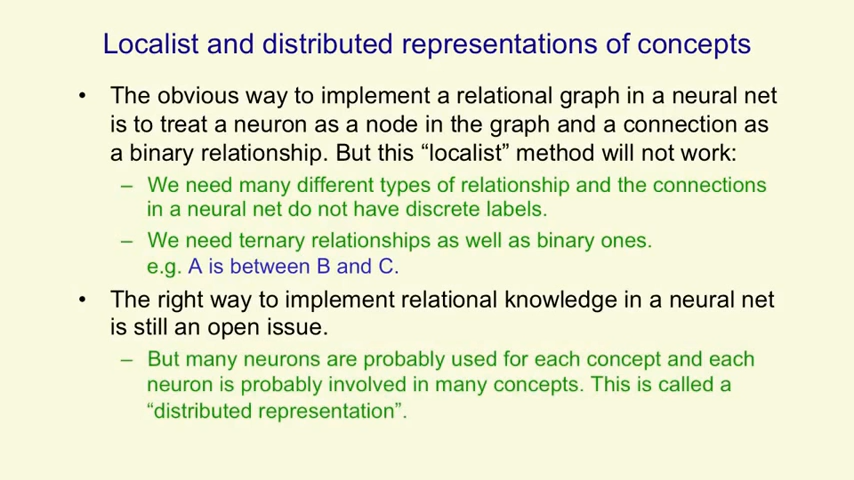 Localist and distributed representations of concepts
• The obvious way to implement a relational graph in a neural net
is to treat a neuron as a node in the graph and a connection as
a binary relationship. But this “localist” method will not work:
– We need many different types of relationship and the connections
in a neural net do not have discrete labels.
– We need ternary relationships as well as binary ones.
e.g. A is between B and C.
• The right way to implement relational knowledge in a neural net
is still an open issue.
– But many neurons are probably used for each concept and each
neuron is probably involved in many concepts. This is called a
“distributed representation”.